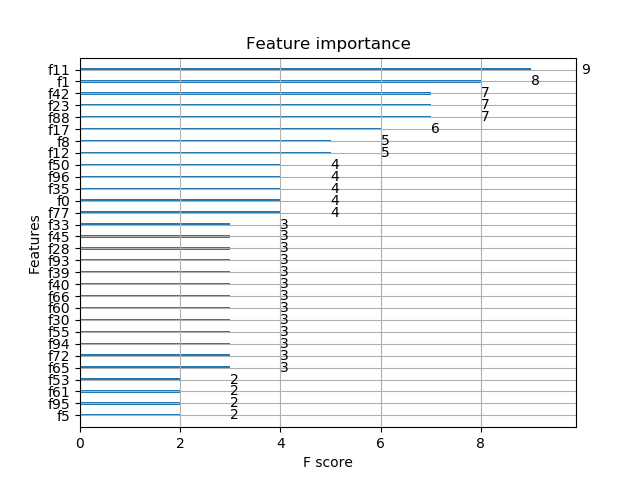 Feature importance
f11 9
f1 8
f42 7
f23 7
f88 7
f17 6
f8 5
f12 5
f50 4
f96 4
f35 4
f0 4
f77 4
f33 3
f45 3
f28 3
f93 3
f39 3
f40 3
f66 3
f60 3
f30 3
f55 3
f94 3
f72 3
f65 3
f53 2
f61 2
f95 2
f5 2
Features
0 2 4 6 8
F score